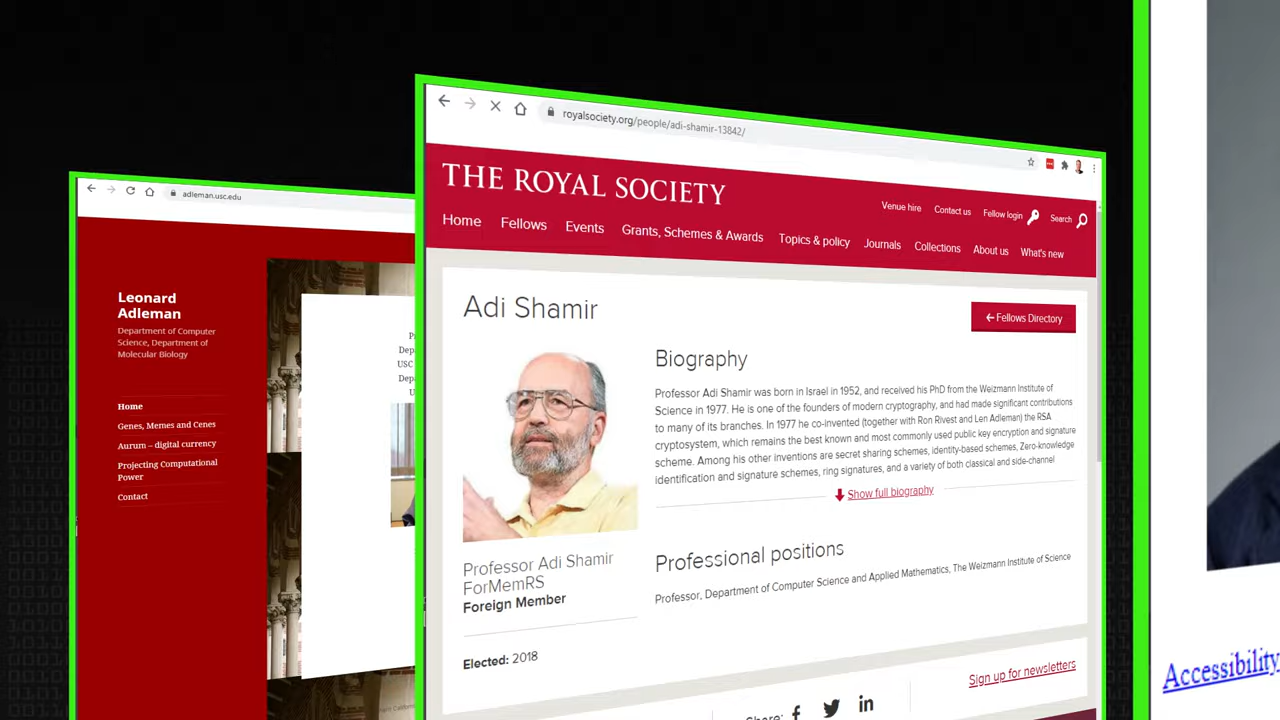 adleman.usc.edu
Leonard
Adleman
Department of Computer
Science, Department of
Molecular Biology
Home
Genes, Memes and Cenes
Aurum – digital currency
Projecting Computational
Power
Contact
USC
royalsociety.org/people/adi-shamir-13842/
THE ROYAL SOCIETY
Venue hire Contact us Fellow login Search
Home Fellows Events Grants, Schemes & Awards Topics & policy Journals Collections About us What's new
Adi Shamir
Fellows Directory
Biography
Professor Adi Shamir was born in Israel in 1952, and received his PhD from the Weizmann Institute of
Science in 1977. He is one of the founders of modern cryptography, and had made significant contributions
to many of its branches. In 1977 he co-invented (together with Ron Rivest and Len Adleman) the RSA
cryptosystem, which remains the best known and most commonly used public key encryption and signature
scheme. Among his other inventions are secret sharing schemes, identity-based schemes, Zero-knowledge
identification and signature schemes, ring signatures, and a variety of both classical and side-channel
Show full biography
Professor Adi Shamir
ForMemRS
Foreign Member
Elected: 2018
Professional positions
Professor, Department of Computer Science and Applied Mathematics, The Weizmann Institute of Science
Sign up for newsletters
Share:
Accessibility